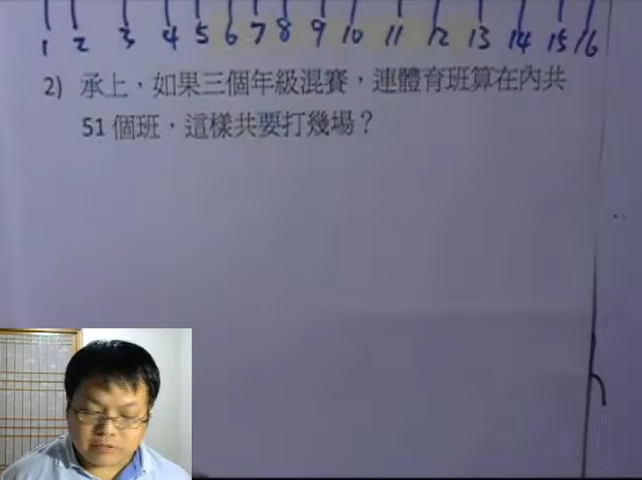 1 2 3 4 5 6 7 8 9 10 11 12 13 14 15 16
2) 承上，如果三個年級混賽，連體育班算在內共
51 個班，這樣共要打幾場？